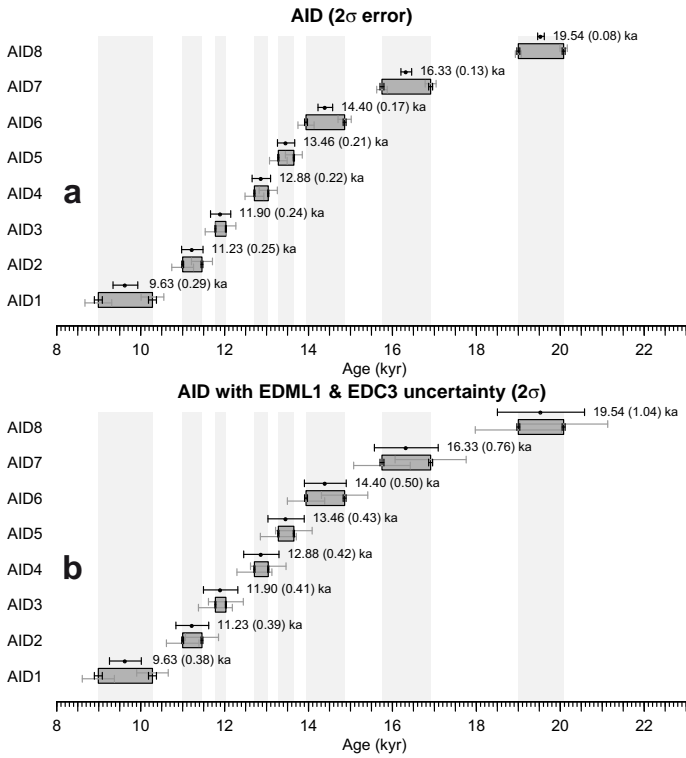 AID (2σ error)
AID8 19.54 (0.08) ka
AID7 16.33 (0.13) ka
AID6 14.40 (0.17) ka
AID5 13.46 (0.21) ka
AID4 12.88 (0.22) ka
a
AID3 11.90 (0.24) ka
AID2 11.23 (0.25) ka
AID1 9.63 (0.29) ka
8 10 12 14 16 18 20 22
Age (kyr)
AID with EDML1 & EDC3 uncertainty (2σ)
AID8 19.54 (1.04) ka
AID7 16.33 (0.76) ka
AID6 14.40 (0.50) ka
AID5 13.46 (0.43) ka
AID4 12.88 (0.42) ka
b
AID3 11.90 (0.41) ka
AID2 11.23 (0.39) ka
AID1 9.63 (0.38) ka
8 10 12 14 16 18 20 22
Age (kyr)